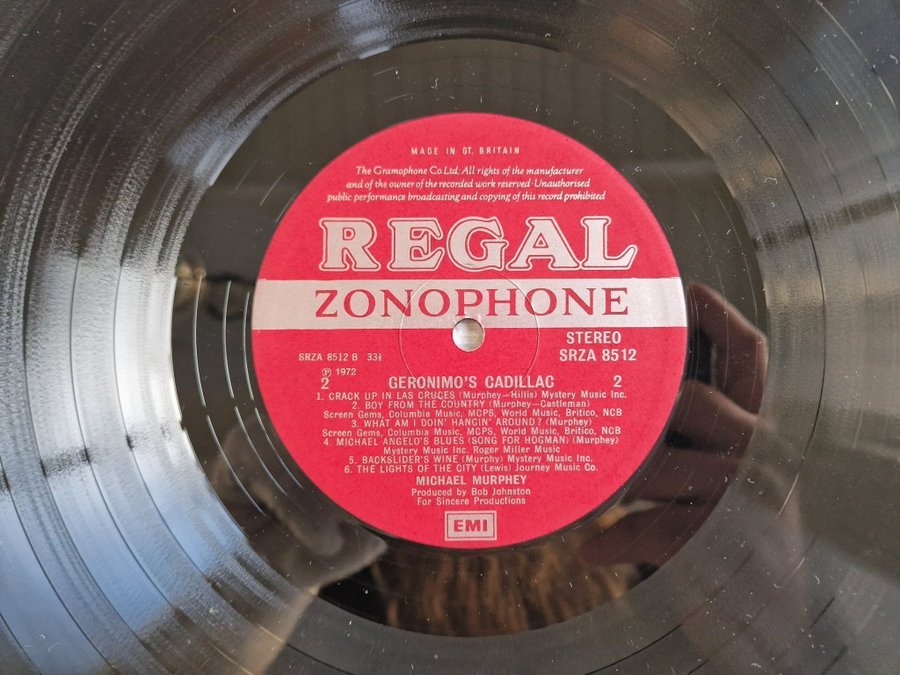 MADE IN GT. BRITAIN
The Gramophone Co Ltd. All rights of the manufacturer
and of the owner of the recorded work reserved· Unauthorised
public performance broadcasting and copying of this record prohibited
REGAL
ZONOPHONE
STEREO
SRZA 8512 B 33⅓ SRZA 8512
Ⓟ 1972
2 GERONIMO'S CADILLAC 2
1. CRACK UP IN LAS CRUCES (Murphey—Hillis) Mystery Music Inc.
2. BOY FROM THE COUNTRY (Murphey—Castleman)
Screen Gems, Columbia Music, MCPS, World Music, Britico, NCB
3. WHAT AM I DOIN' HANGIN' AROUND? (Murphey)
Screen Gems, Columbia Music, MCPS, World Music, Britico, NCB
4. MICHAEL ANGELO'S BLUES (SONG FOR HOGMAN) (Murphey)
Mystery Music Inc. Roger Miller Music
5. BACKSLIDER'S WINE (Murphy) Mystery Music Inc.
6. THE LIGHTS OF THE CITY (Lewis) Journey Music Co.
MICHAEL MURPHEY
Produced by Bob Johnston
For Sincere Productions
EMI